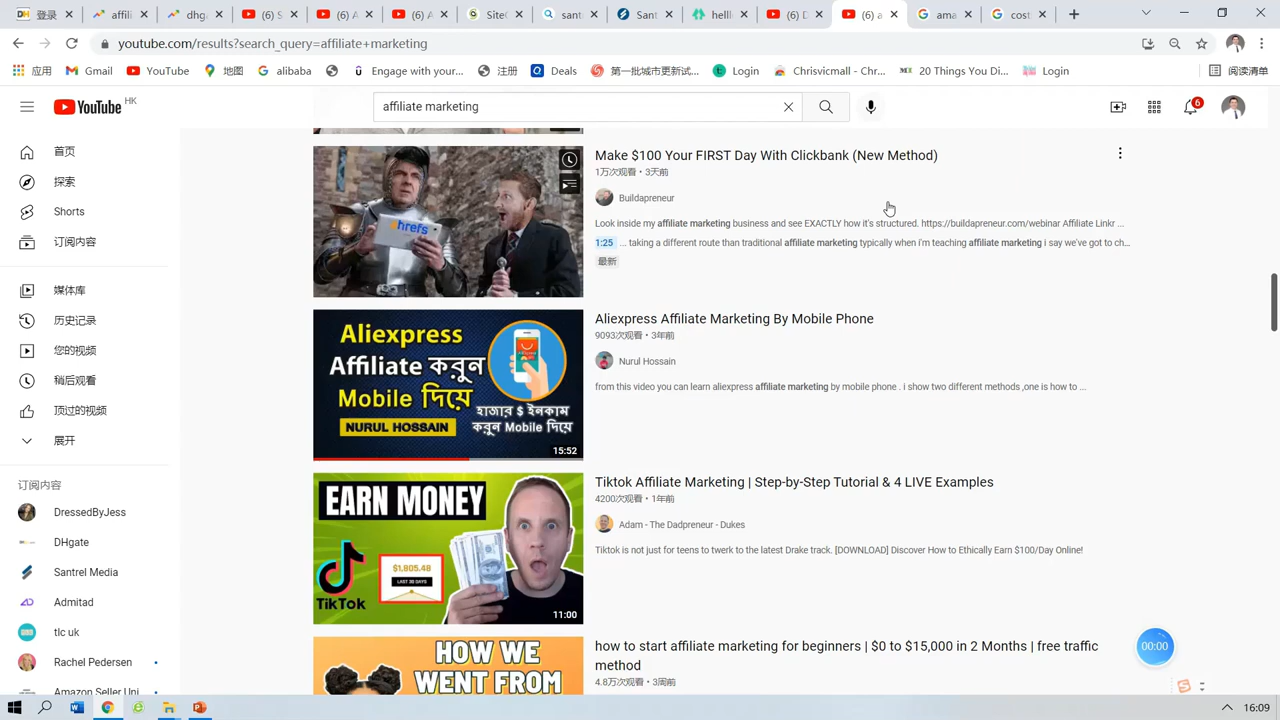 登录
affili
dhg
(6) S
(6) A
(6) A
Site
sant
Sant
helli
(6) D
(6) a
ama
cost
youtube.com/results?search_query=affiliate+marketing
应用
Gmail
YouTube
地图
alibaba
Engage with your...
注册
Deals
第一批城市更新试...
Login
Chrisvicmall - Chr...
20 Things You Di...
Login
阅读清单
YouTube HK
affiliate marketing
6
首页
探索
Shorts
订阅内容
媒体库
历史记录
您的视频
稍后观看
顶过的视频
展开
订阅内容
DressedByJess
DHgate
Santrel Media
Admitad
tlc uk
Rachel Pedersen
Amazon Seller Uni
ahrefs
Make $100 Your FIRST Day With Clickbank (New Method)
1万次观看 • 3天前
Buildapreneur
Look inside my affiliate marketing business and see EXACTLY how it's structured. https://buildapreneur.com/webinar Affiliate Linkr ...
1:25 ... taking a different route than traditional affiliate marketing typically when i'm teaching affiliate marketing i say we've got to ch...
最新
Aliexpress
Affiliate করুন
Mobile দিয়ে
NURUL HOSSAIN
হাজার $ ইনকাম
করুন Mobile দিয়ে
15:52
Aliexpress Affiliate Marketing By Mobile Phone
9093次观看 • 3年前
Nurul Hossain
from this video you can learn aliexpress affiliate marketing by mobile phone . i show two different methods ,one is how to ...
EARN MONEY
TikTok
$1,805.48
LAST 30 DAYS
11:00
Tiktok Affiliate Marketing | Step-by-Step Tutorial & 4 LIVE Examples
4200次观看 • 1年前
Adam - The Dadpreneur - Dukes
Tiktok is not just for teens to twerk to the latest Drake track. [DOWNLOAD] Discover How to Ethically Earn $100/Day Online!
HOW WE
WENT FROM
how to start affiliate marketing for beginners | $0 to $15,000 in 2 Months | free traffic
method
4.8万次观看 • 3周前
00:00
16:09